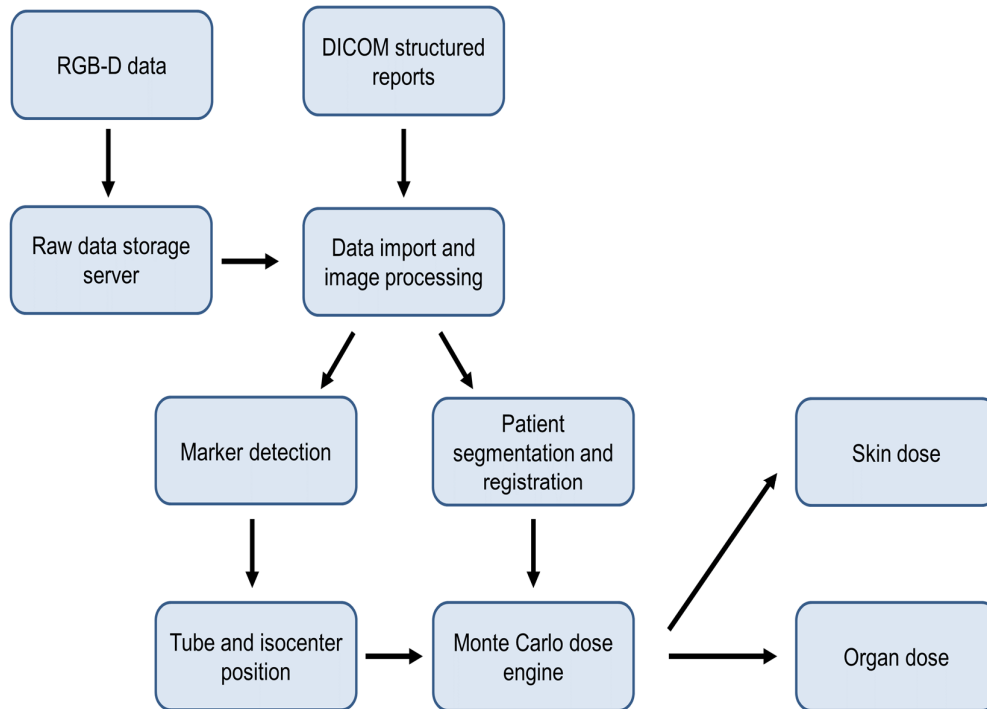 RGB-D data
DICOM structured
reports
Raw data storage
server
Data import and
image processing
Marker detection
Patient
segmentation and
registration
Skin dose
Tube and isocenter
position
Monte Carlo dose
engine
Organ dose